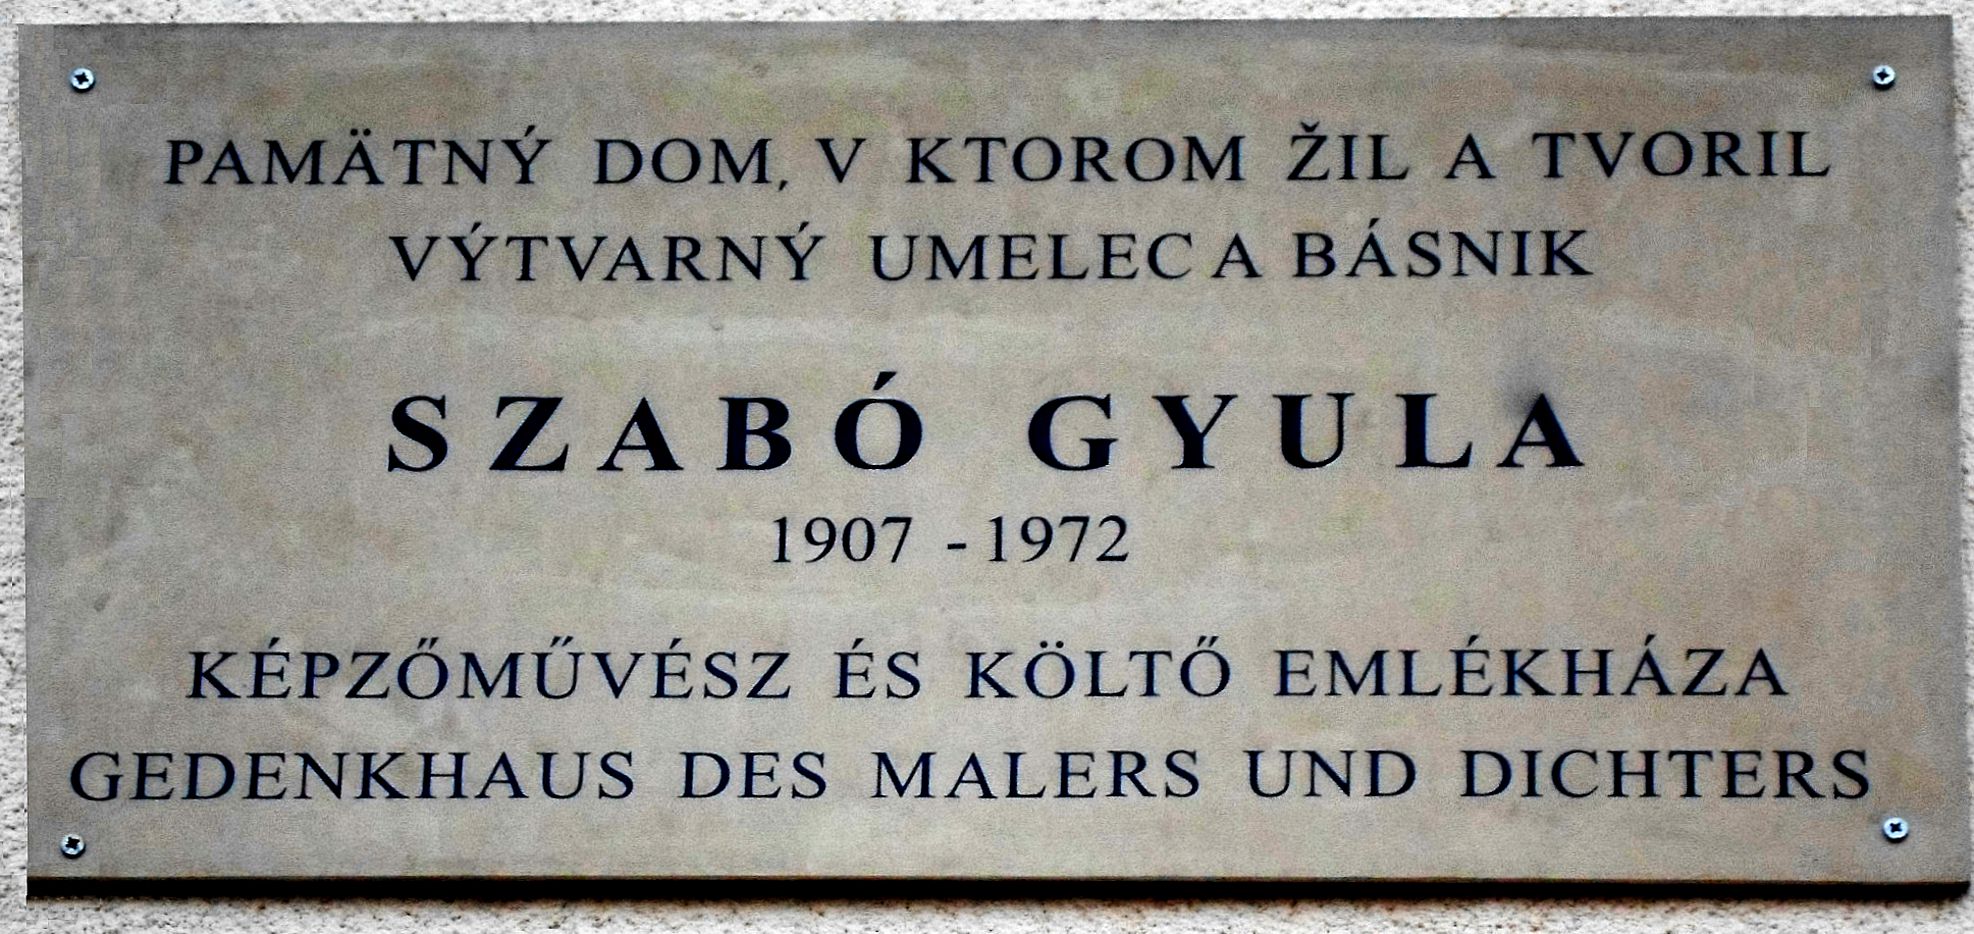 PAMÄTNÝ DOM, V KTOROM ŽIL A TVORIL
VÝTVARNÝ UMELEC A BÁSNIK
SZABÓ GYULA
1907 - 1972
KÉPZŐMŰVÉSZ ÉS KÖLTŐ EMLÉKHÁZA
GEDENKHAUS DES MALERS UND DICHTERS